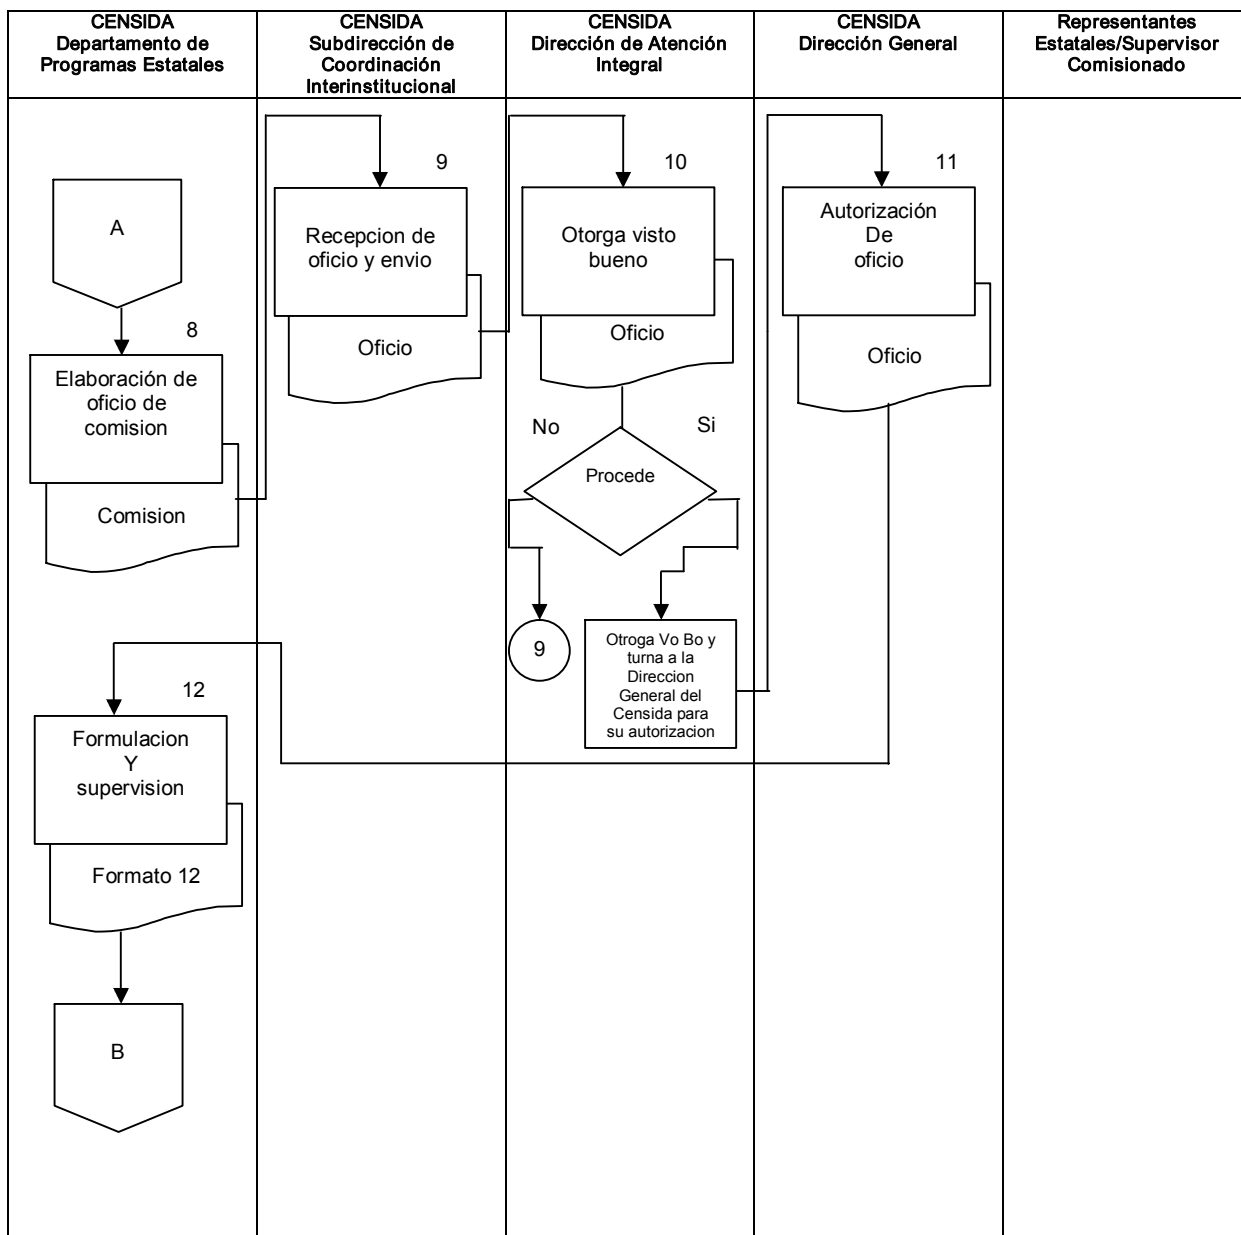 CENSIDA
Departamento de
Programas Estatales
CENSIDA
Subdirección de
Coordinación
Interinstitucional
CENSIDA
Dirección de Atención
Integral
CENSIDA
Dirección General
Representantes
Estatales/Supervisor
Comisionado
A
8
Elaboración de
oficio de
comision
Comision
9
Recepcion de
oficio y envio
Oficio
10
Otorga visto
bueno
Oficio
No
Si
Procede
9
Otroga Vo Bo y
turna a la
Direccion
General del
Censida para
su autorizacion
11
Autorización
De
oficio
Oficio
12
Formulacion
Y
supervision
Formato 12
B